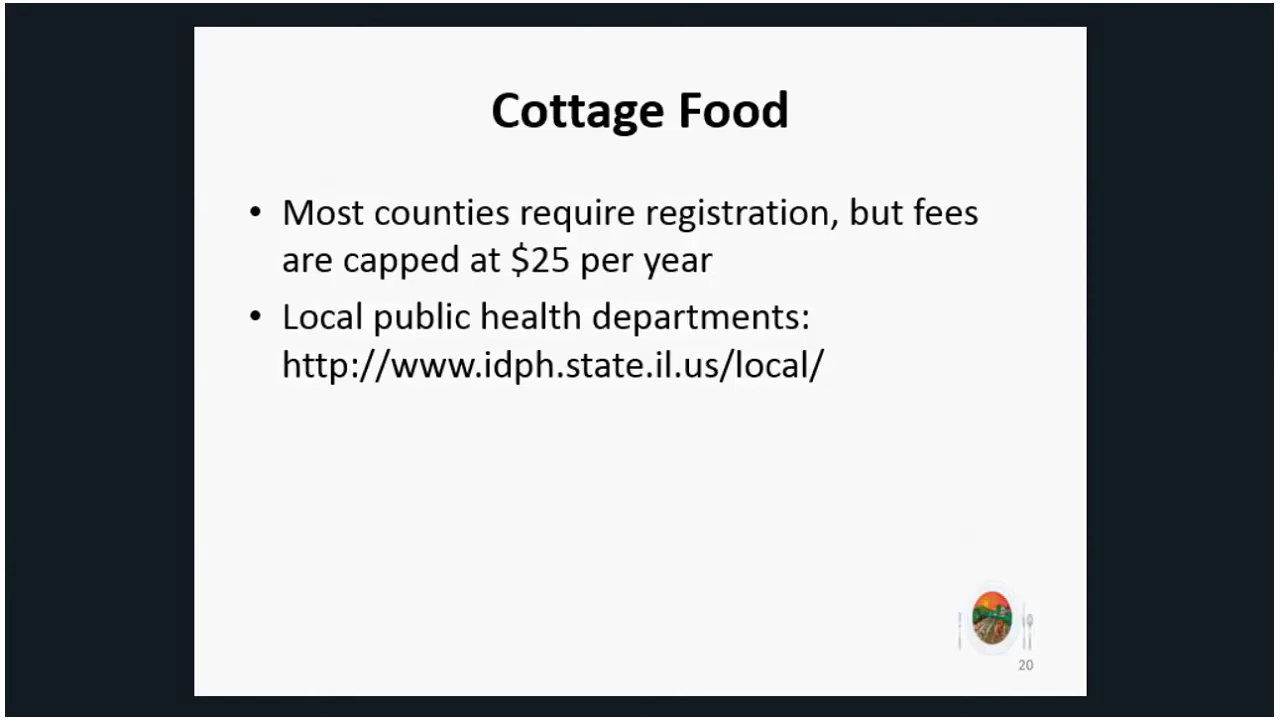 Cottage Food
• Most counties require registration, but fees
are capped at $25 per year
• Local public health departments:
http://www.idph.state.il.us/local/
20